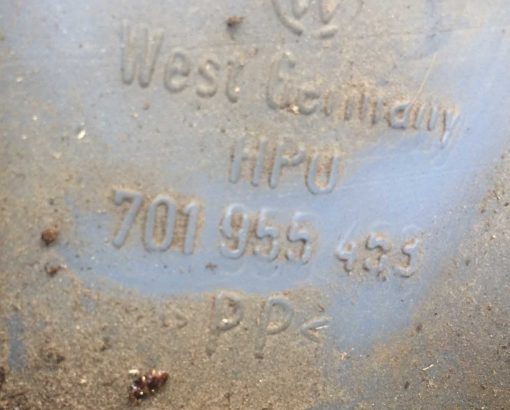 West Germany
HPU
701 955 453
>PP<